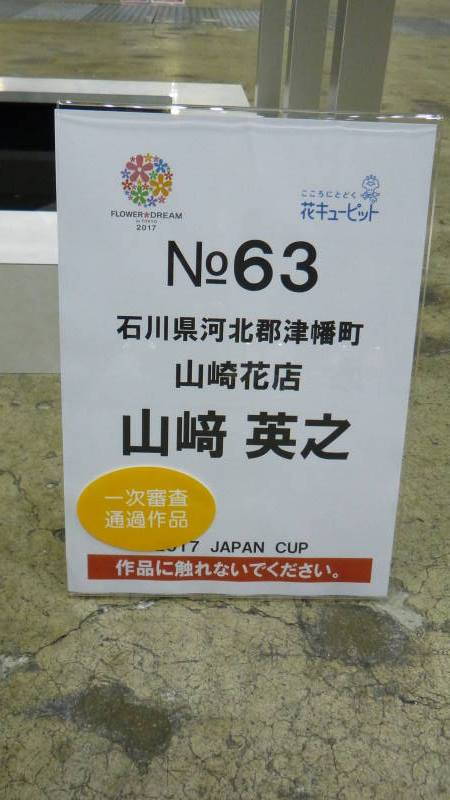 FLOWER★DREAM
in TOKYO
2017
こころにとどく
花キューピット
№63
石川県河北郡津幡町
山崎花店
山﨑 英之
一次審査
通過作品
2017 JAPAN CUP
作品に触れないでください。